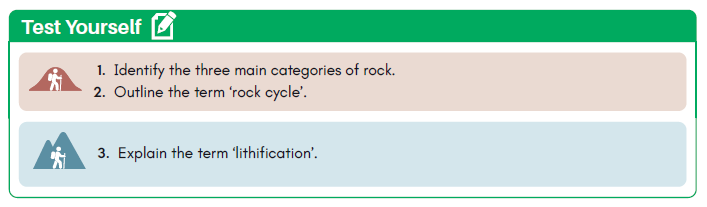 Test Yourself
1. Identify the three main categories of rock.
2. Outline the term ‘rock cycle’.
3. Explain the term ‘lithification’.